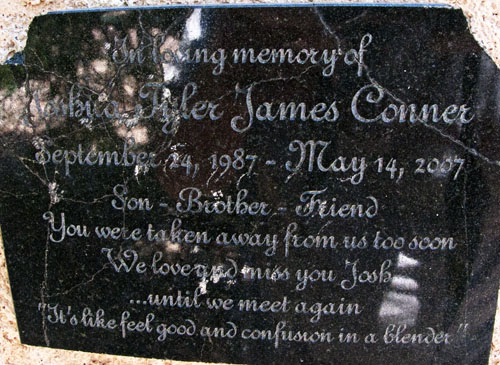 In loving memory of
Joshua Tyler James Conner
September 24, 1987 - May 14, 2007
Son - Brother - Friend
You were taken away from us too soon
We love and miss you Josh
...until we meet again
"It's like feel good and confusion in a blender"